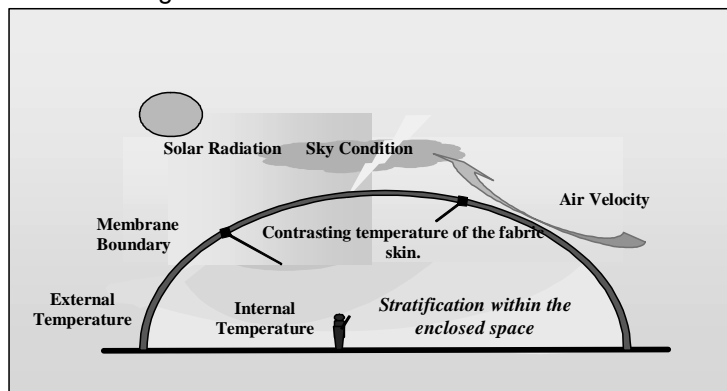 Solar Radiation
Sky Condition
Air Velocity
Membrane
Boundary
Contrasting temperature of the fabric
skin.
External
Temperature
Internal
Temperature
Stratification within the
enclosed space